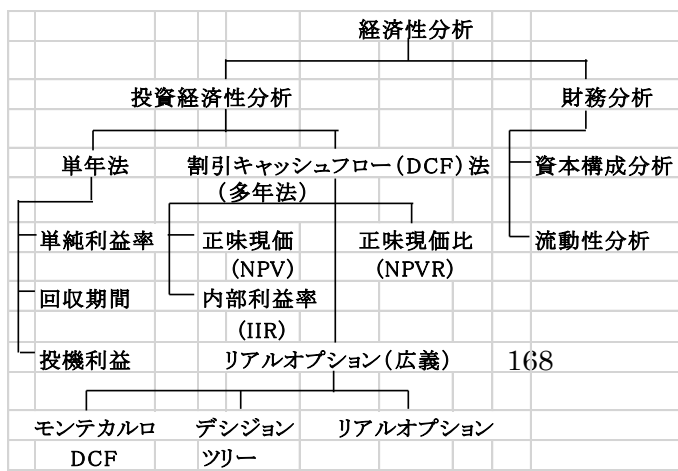 経済性分析
投資経済性分析 財務分析
単年法 割引キャッシュフロー(DCF)法 資本構成分析
(多年法)
単純利益率 正味現価 正味現価比 流動性分析
(NPV) (NPVR)
回収期間 内部利益率
(IIR)
投機利益 リアルオプション(広義) 168
モンテカルロ デシジョン リアルオプション
DCF ツリー